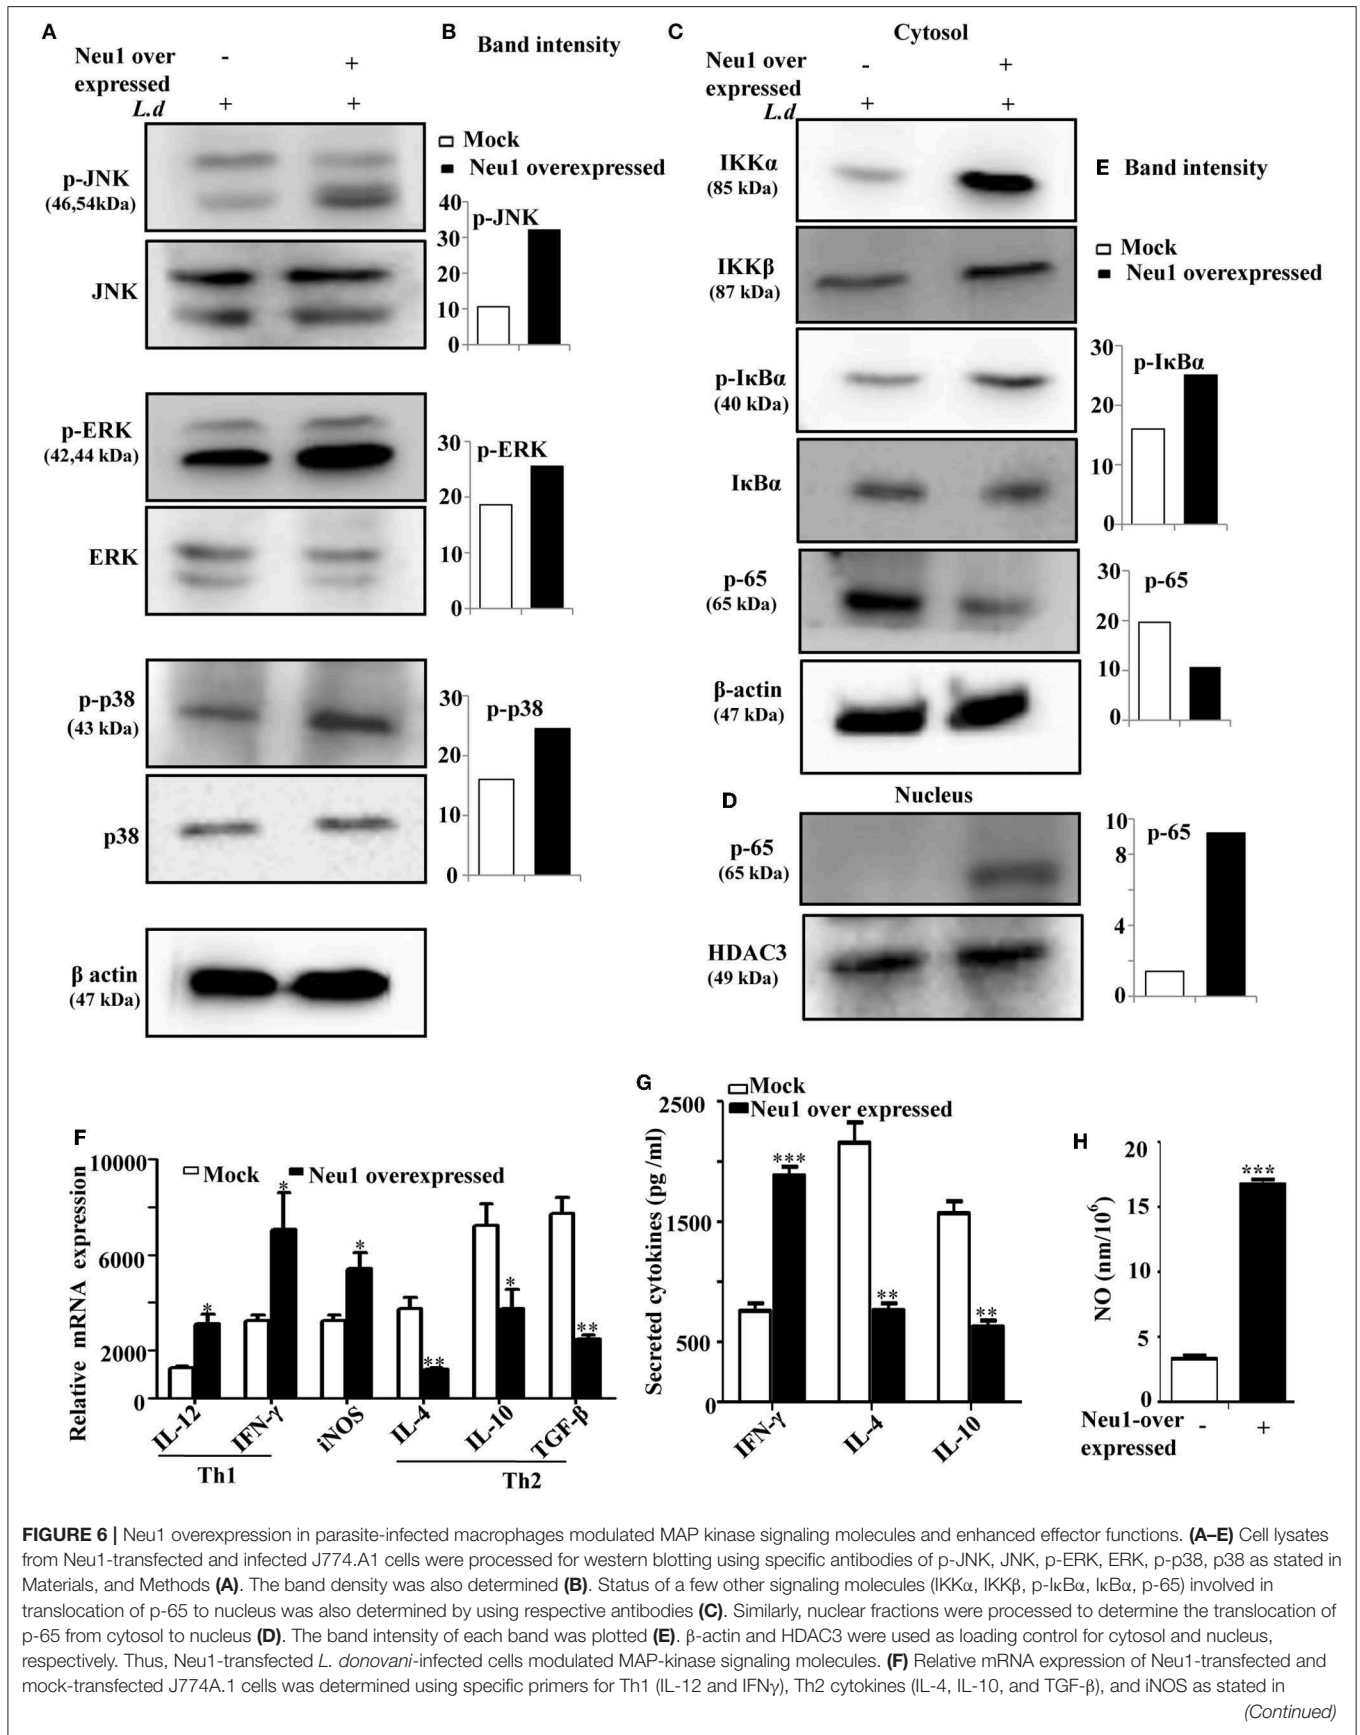 A
Neu1 over - +
expressed
L.d + +
p-JNK
(46,54kDa)
JNK
p-ERK
(42,44 kDa)
ERK
p-p38
(43 kDa)
p38
β actin
(47 kDa)
B
Band intensity
Mock
Neu1 overexpressed
40
30
20
10
0
p-JNK
30
20
10
0
p-ERK
30
20
10
0
p-p38
C
Cytosol
Neu1 over - +
expressed
L.d + +
IKKα
(85 kDa)
IKKβ
(87 kDa)
p-IκBα
(40 kDa)
IκBα
p-65
(65 kDa)
β-actin
(47 kDa)
D
Nucleus
p-65
(65 kDa)
HDAC3
(49 kDa)
E Band intensity
Mock
Neu1 overexpressed
30
20
10
0
p-IκBα
30
20
10
0
p-65
10
8
4
0
p-65
F
Relative mRNA expression
10000
6000
2000
0
Mock Neu1 overexpressed
* * * ** * **
IL-12 IFN-γ iNOS IL-4 IL-10 TGF-β
Th1 Th2
G
Mock
Neu1 over expressed
Secreted cytokines (pg /ml)
2500
1500
500
0
*** ** **
IFN-γ IL-4 IL-10
H
NO (nm/10⁶)
20
15
10
5
0
***
Neu1-over - +
expressed
FIGURE 6 | Neu1 overexpression in parasite-infected macrophages modulated MAP kinase signaling molecules and enhanced effector functions. (A–E) Cell lysates
from Neu1-transfected and infected J774.A1 cells were processed for western blotting using specific antibodies of p-JNK, JNK, p-ERK, ERK, p-p38, p38 as stated in
Materials, and Methods (A). The band density was also determined (B). Status of a few other signaling molecules (IKKα, IKKβ, p-IκBα, IκBα, p-65) involved in
translocation of p-65 to nucleus was also determined by using respective antibodies (C). Similarly, nuclear fractions were processed to determine the translocation of
p-65 from cytosol to nucleus (D). The band intensity of each band was plotted (E). β-actin and HDAC3 were used as loading control for cytosol and nucleus,
respectively. Thus, Neu1-transfected L. donovani-infected cells modulated MAP-kinase signaling molecules. (F) Relative mRNA expression of Neu1-transfected and
mock-transfected J774A.1 cells was determined using specific primers for Th1 (IL-12 and IFNγ), Th2 cytokines (IL-4, IL-10, and TGF-β), and iNOS as stated in
(Continued)